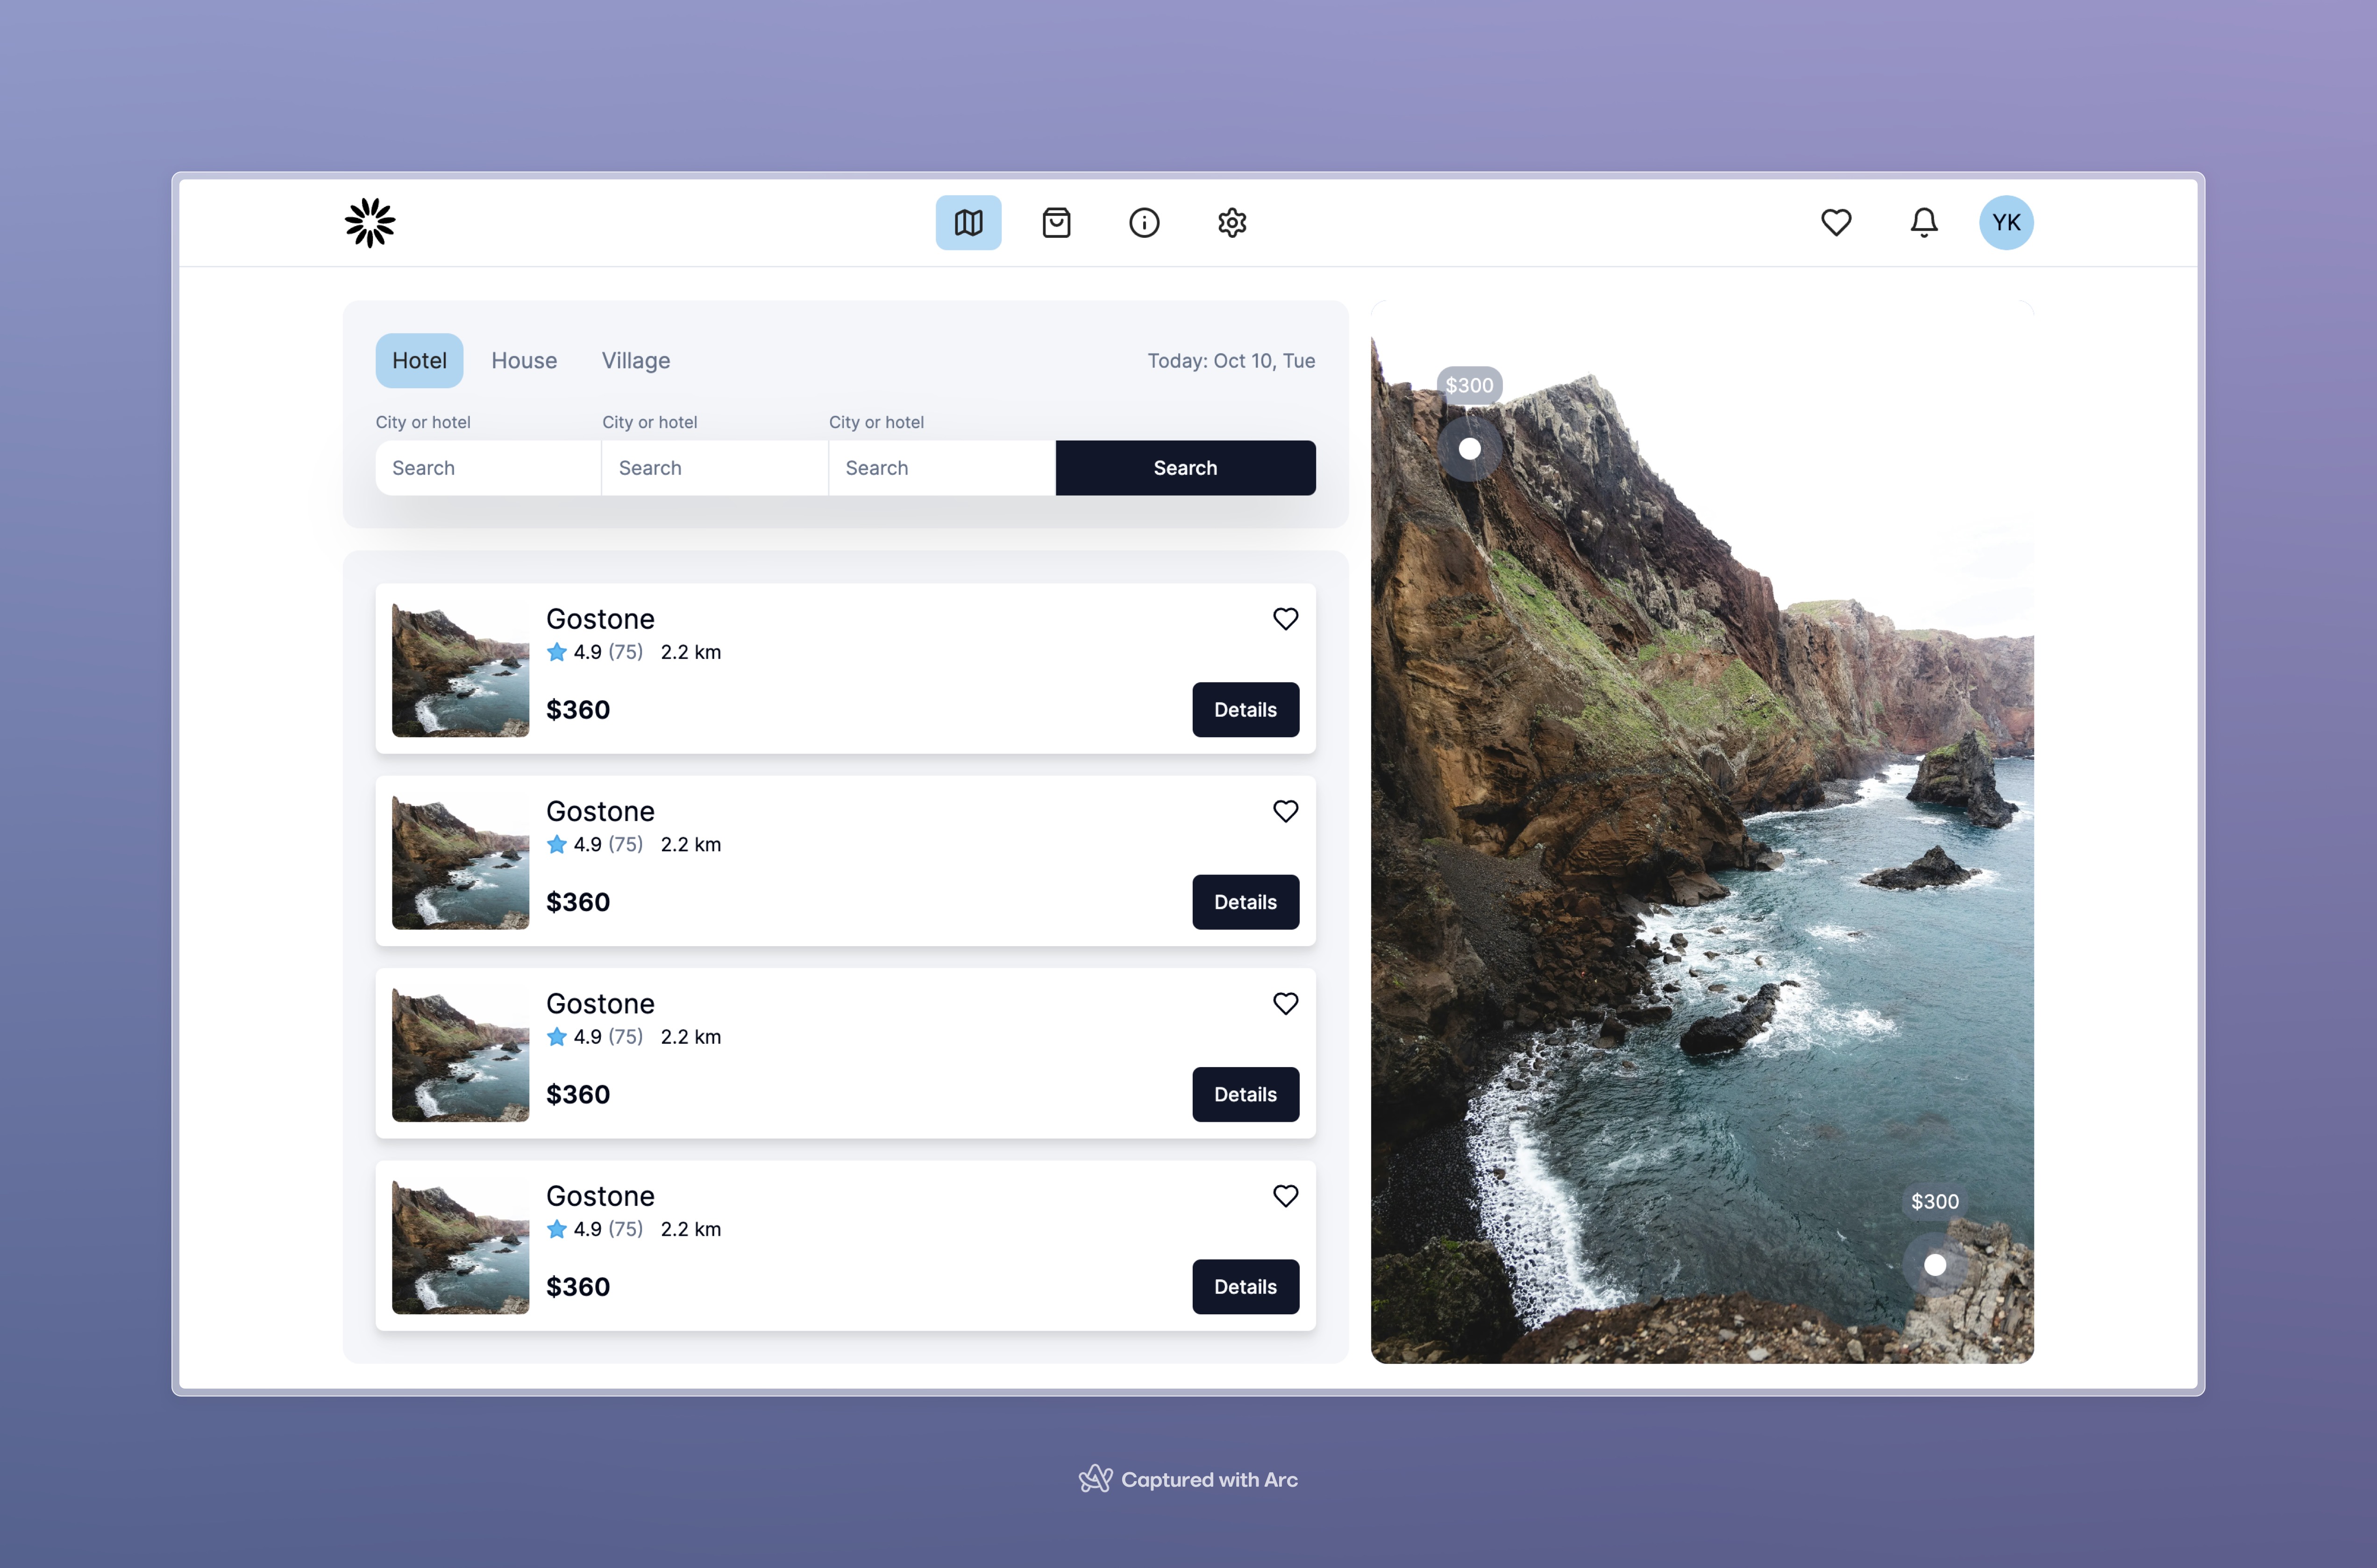 YK
Hotel House Village Today: Oct 10, Tue
City or hotel City or hotel City or hotel
Search Search Search Search
Gostone
4.9 (75) 2.2 km
$360 Details
Gostone
4.9 (75) 2.2 km
$360 Details
Gostone
4.9 (75) 2.2 km
$360 Details
Gostone
4.9 (75) 2.2 km
$360 Details
$300
$300
Captured with Arc